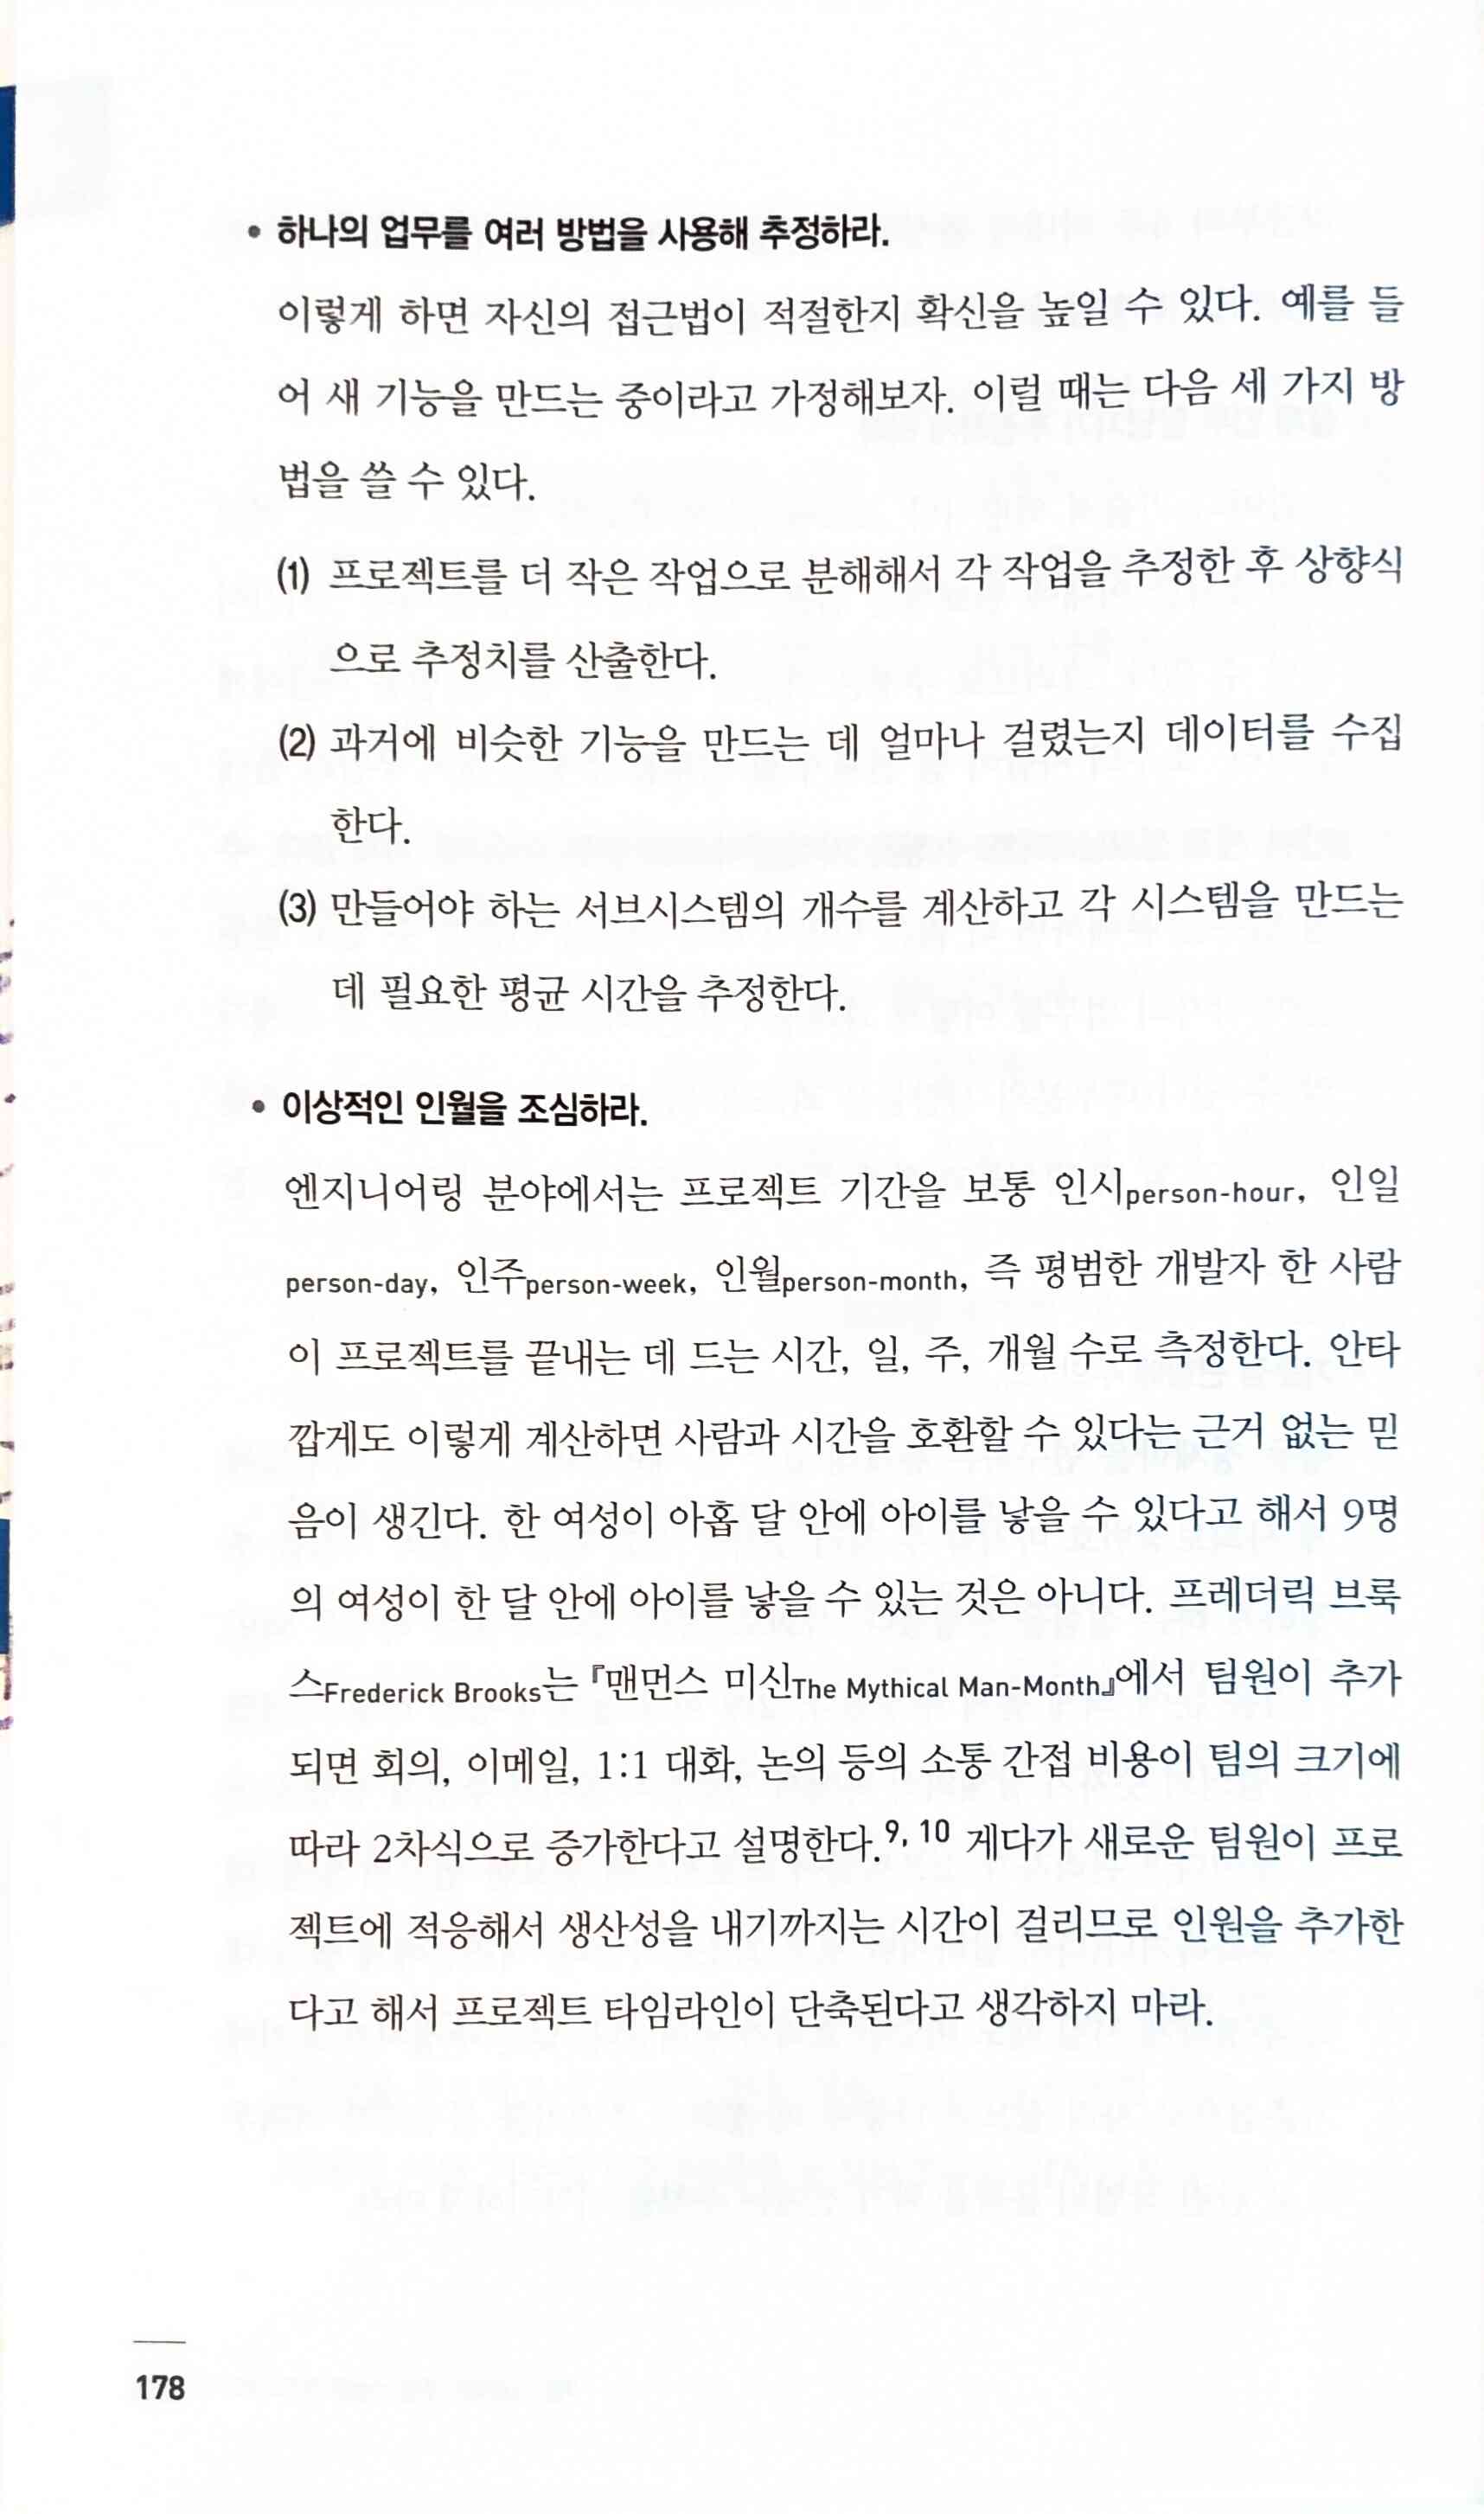 • 하나의 업무를 여러 방법을 사용해 추정하라.
이렇게 하면 자신의 접근법이 적절한지 확신을 높일 수 있다. 예를 들
어 새 기능을 만드는 중이라고 가정해보자. 이럴 때는 다음 세 가지 방
법을 쓸 수 있다.
(1) 프로젝트를 더 작은 작업으로 분해해서 각 작업을 추정한 후 상향식
으로 추정치를 산출한다.
(2) 과거에 비슷한 기능을 만드는 데 얼마나 걸렸는지 데이터를 수집
한다.
(3) 만들어야 하는 서브시스템의 개수를 계산하고 각 시스템을 만드는
데 필요한 평균 시간을 추정한다.
• 이상적인 인월을 조심하라.
엔지니어링 분야에서는 프로젝트 기간을 보통 인시person-hour, 인일
person-day, 인주person-week, 인월person-month, 즉 평범한 개발자 한 사람
이 프로젝트를 끝내는 데 드는 시간, 일, 주, 개월 수로 측정한다. 안타
깝게도 이렇게 계산하면 사람과 시간을 호환할 수 있다는 근거 없는 믿
음이 생긴다. 한 여성이 아홉 달 안에 아이를 낳을 수 있다고 해서 9명
의 여성이 한 달 안에 아이를 낳을 수 있는 것은 아니다. 프레더릭 브룩
스Frederick Brooks는 『맨먼스 미신The Mythical Man-Month』에서 팀원이 추가
되면 회의, 이메일, 1:1 대화, 논의 등의 소통 간접 비용이 팀의 크기에
따라 2차식으로 증가한다고 설명한다.9, 10 게다가 새로운 팀원이 프로
젝트에 적응해서 생산성을 내기까지는 시간이 걸리므로 인원을 추가한
다고 해서 프로젝트 타임라인이 단축된다고 생각하지 마라.
178